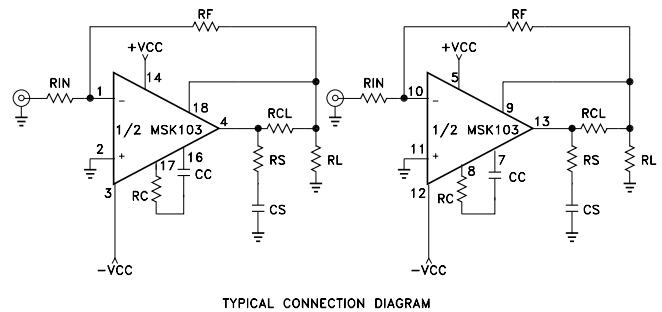 RF
+VCC
14
RIN
1
−
18
4
RCL
1/2 MSK103
2
+
17
16
CC
RC
RS
RL
3
CS
−VCC
RF
+VCC
5
RIN
10
−
9
13
RCL
1/2 MSK103
11
+
8
7
CC
RC
RS
RL
12
CS
−VCC
TYPICAL CONNECTION DIAGRAM